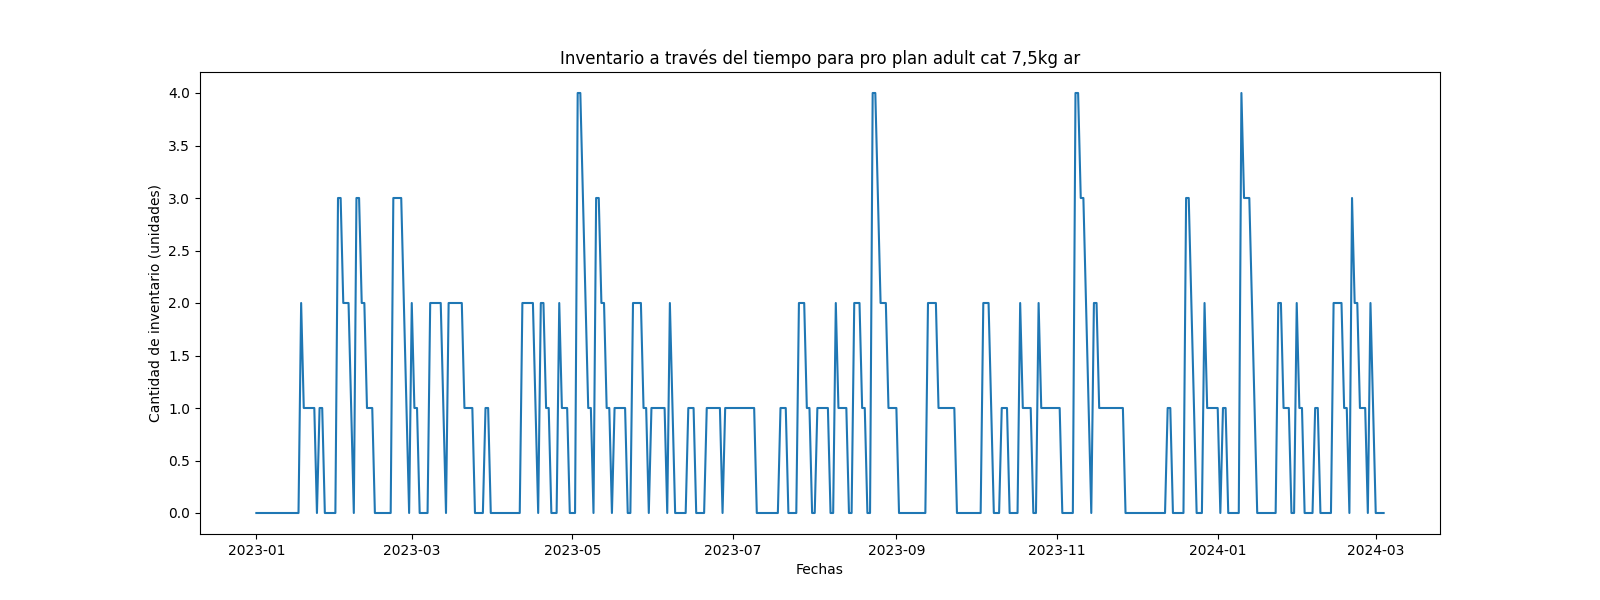 Inventario a través del tiempo para pro plan adult cat 7,5kg ar
Cantidad de inventario (unidades)
4.0
3.5
3.0
2.5
2.0
1.5
1.0
0.5
0.0
2023-01 2023-03 2023-05 2023-07 2023-09 2023-11 2024-01 2024-03
Fechas